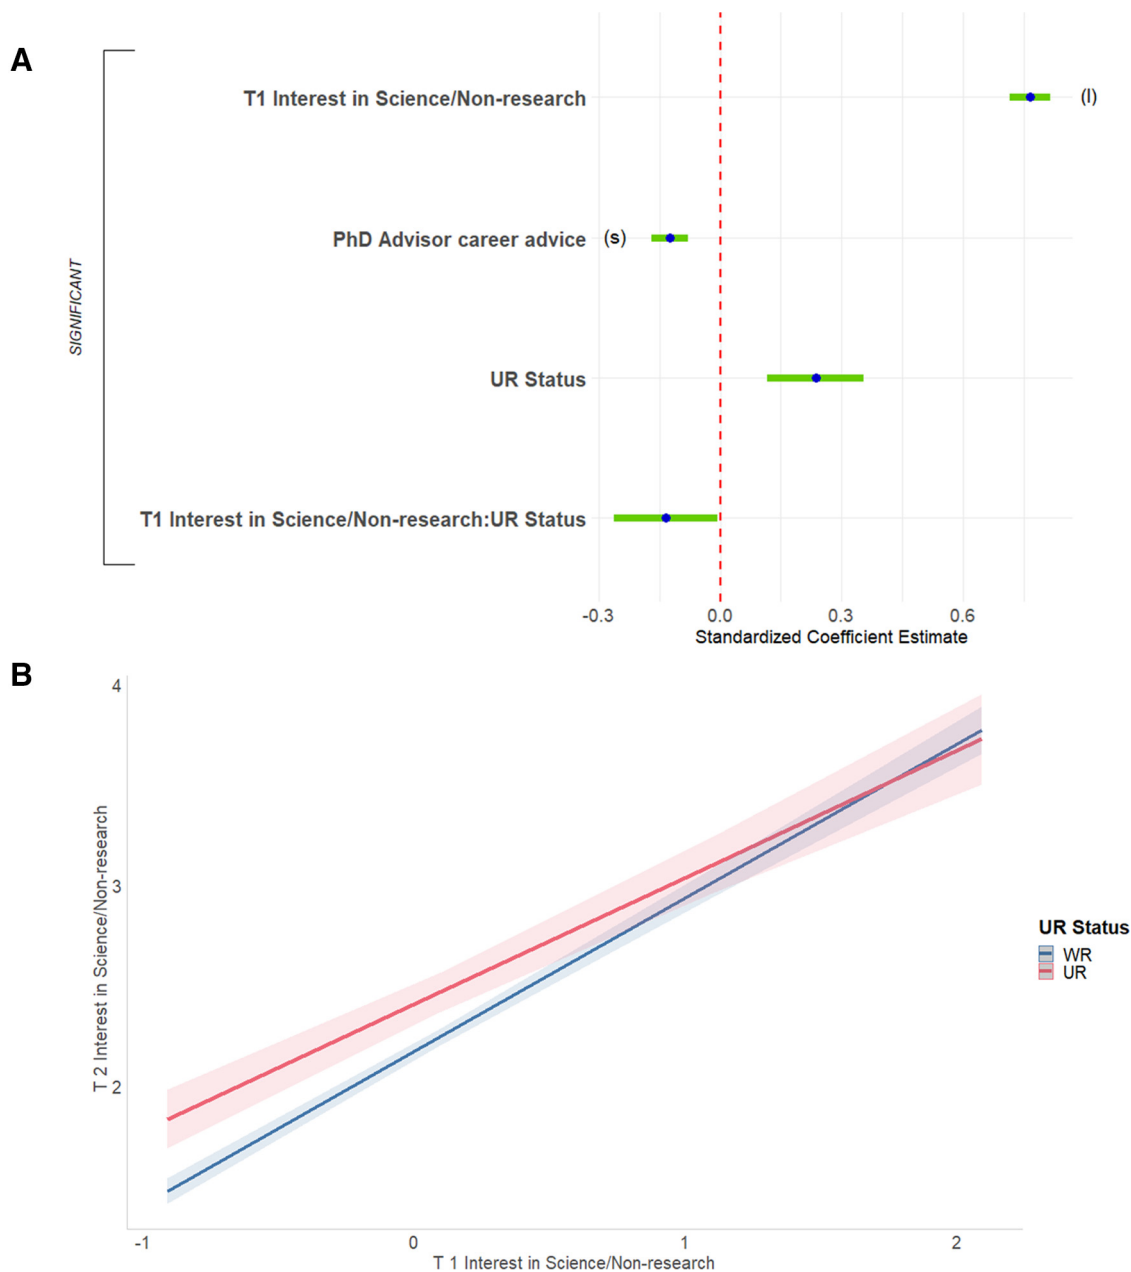 A
SIGNIFICANT
T1 Interest in Science/Non-research (l)
PhD Advisor career advice (s)
UR Status
T1 Interest in Science/Non-research:UR Status
-0.3 0.0 0.3 0.6
Standardized Coefficient Estimate
B
T 2 Interest in Science/Non-research
4
3
2
-1 0 1 2
T 1 Interest in Science/Non-research
UR Status
WR
UR